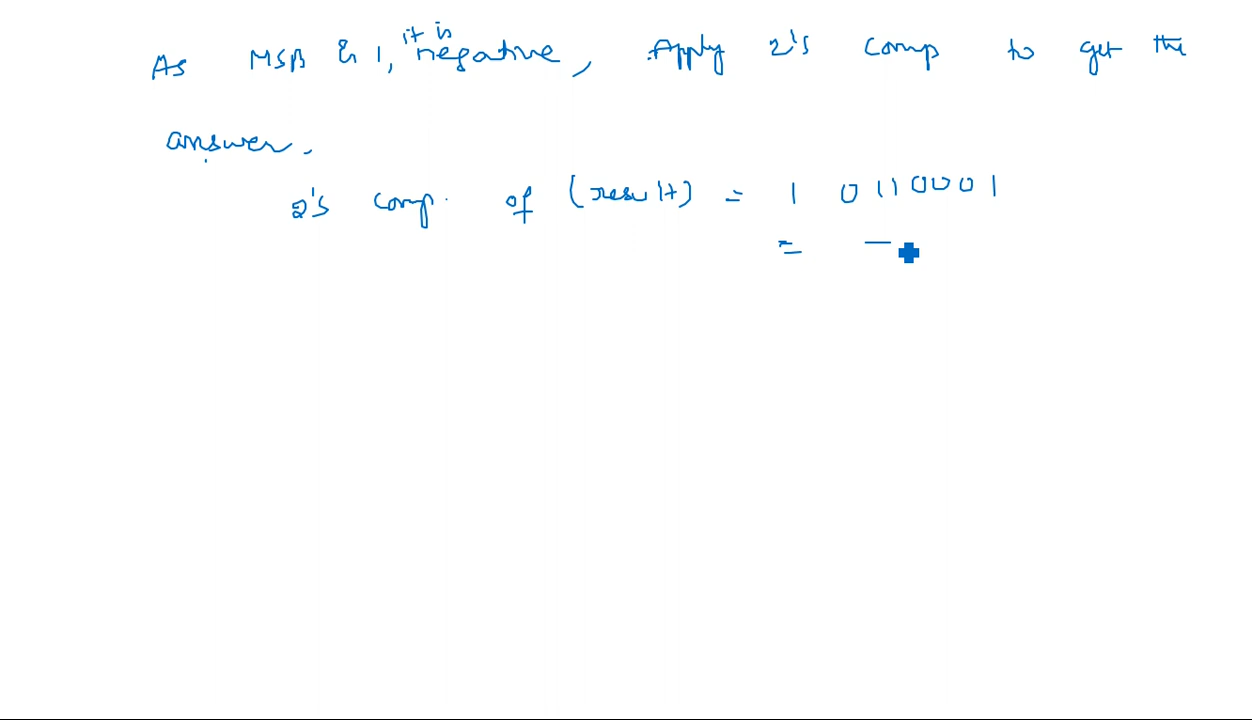 As MSB is 1, it is negative, Apply 2's comp to get the
answer.
2's comp. of (result) = 1 0110001
= -